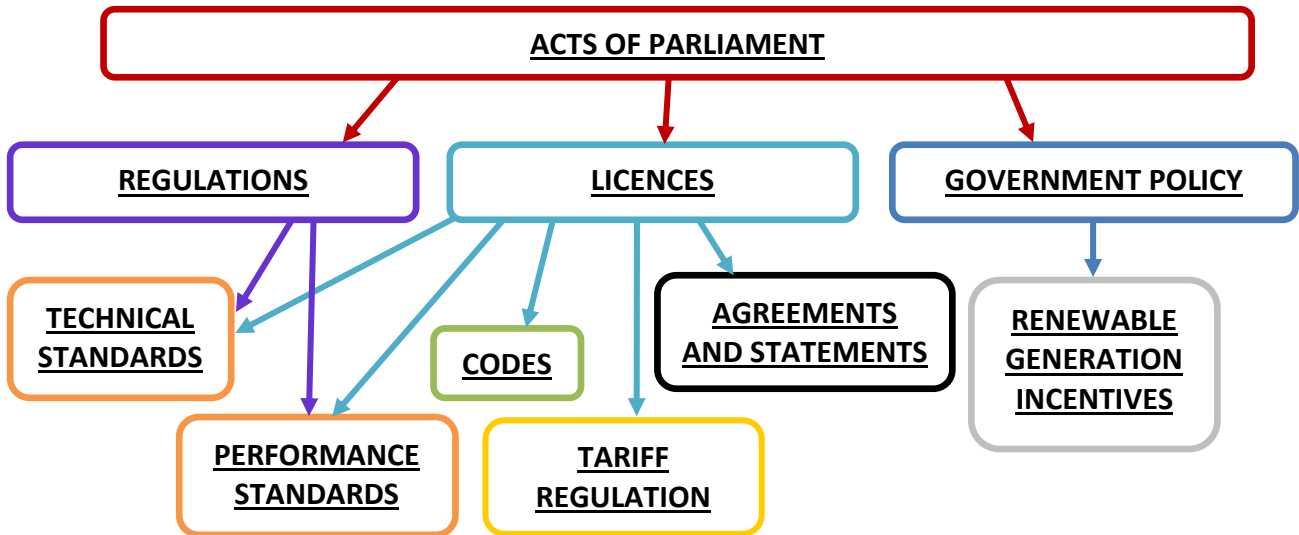 ACTS OF PARLIAMENT
REGULATIONS
LICENCES
GOVERNMENT POLICY
TECHNICAL
STANDARDS
CODES
AGREEMENTS
AND STATEMENTS
RENEWABLE
GENERATION
INCENTIVES
PERFORMANCE
STANDARDS
TARIFF
REGULATION